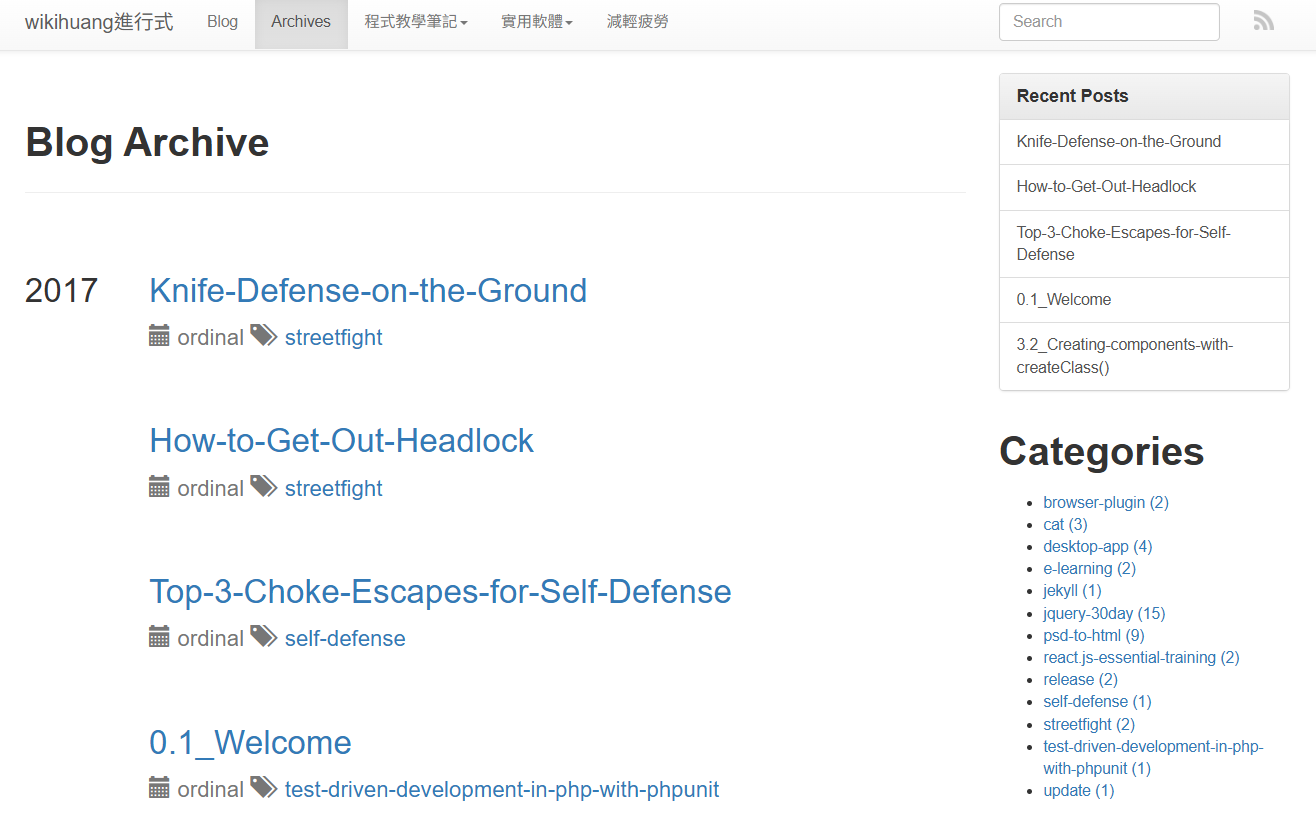 wikihuang進行式 Blog Archives 程式教學筆記 實用軟體 減輕疲勞 Search
Blog Archive
2017 Knife-Defense-on-the-Ground
ordinal streetfight
How-to-Get-Out-Headlock
ordinal streetfight
Top-3-Choke-Escapes-for-Self-Defense
ordinal self-defense
0.1_Welcome
ordinal test-driven-development-in-php-with-phpunit
Recent Posts
Knife-Defense-on-the-Ground
How-to-Get-Out-Headlock
Top-3-Choke-Escapes-for-Self-
Defense
0.1_Welcome
3.2_Creating-components-with-
createClass()
Categories
browser-plugin (2)
cat (3)
desktop-app (4)
e-learning (2)
jekyll (1)
jquery-30day (15)
psd-to-html (9)
react.js-essential-training (2)
release (2)
self-defense (1)
streetfight (2)
test-driven-development-in-php-
with-phpunit (1)
update (1)